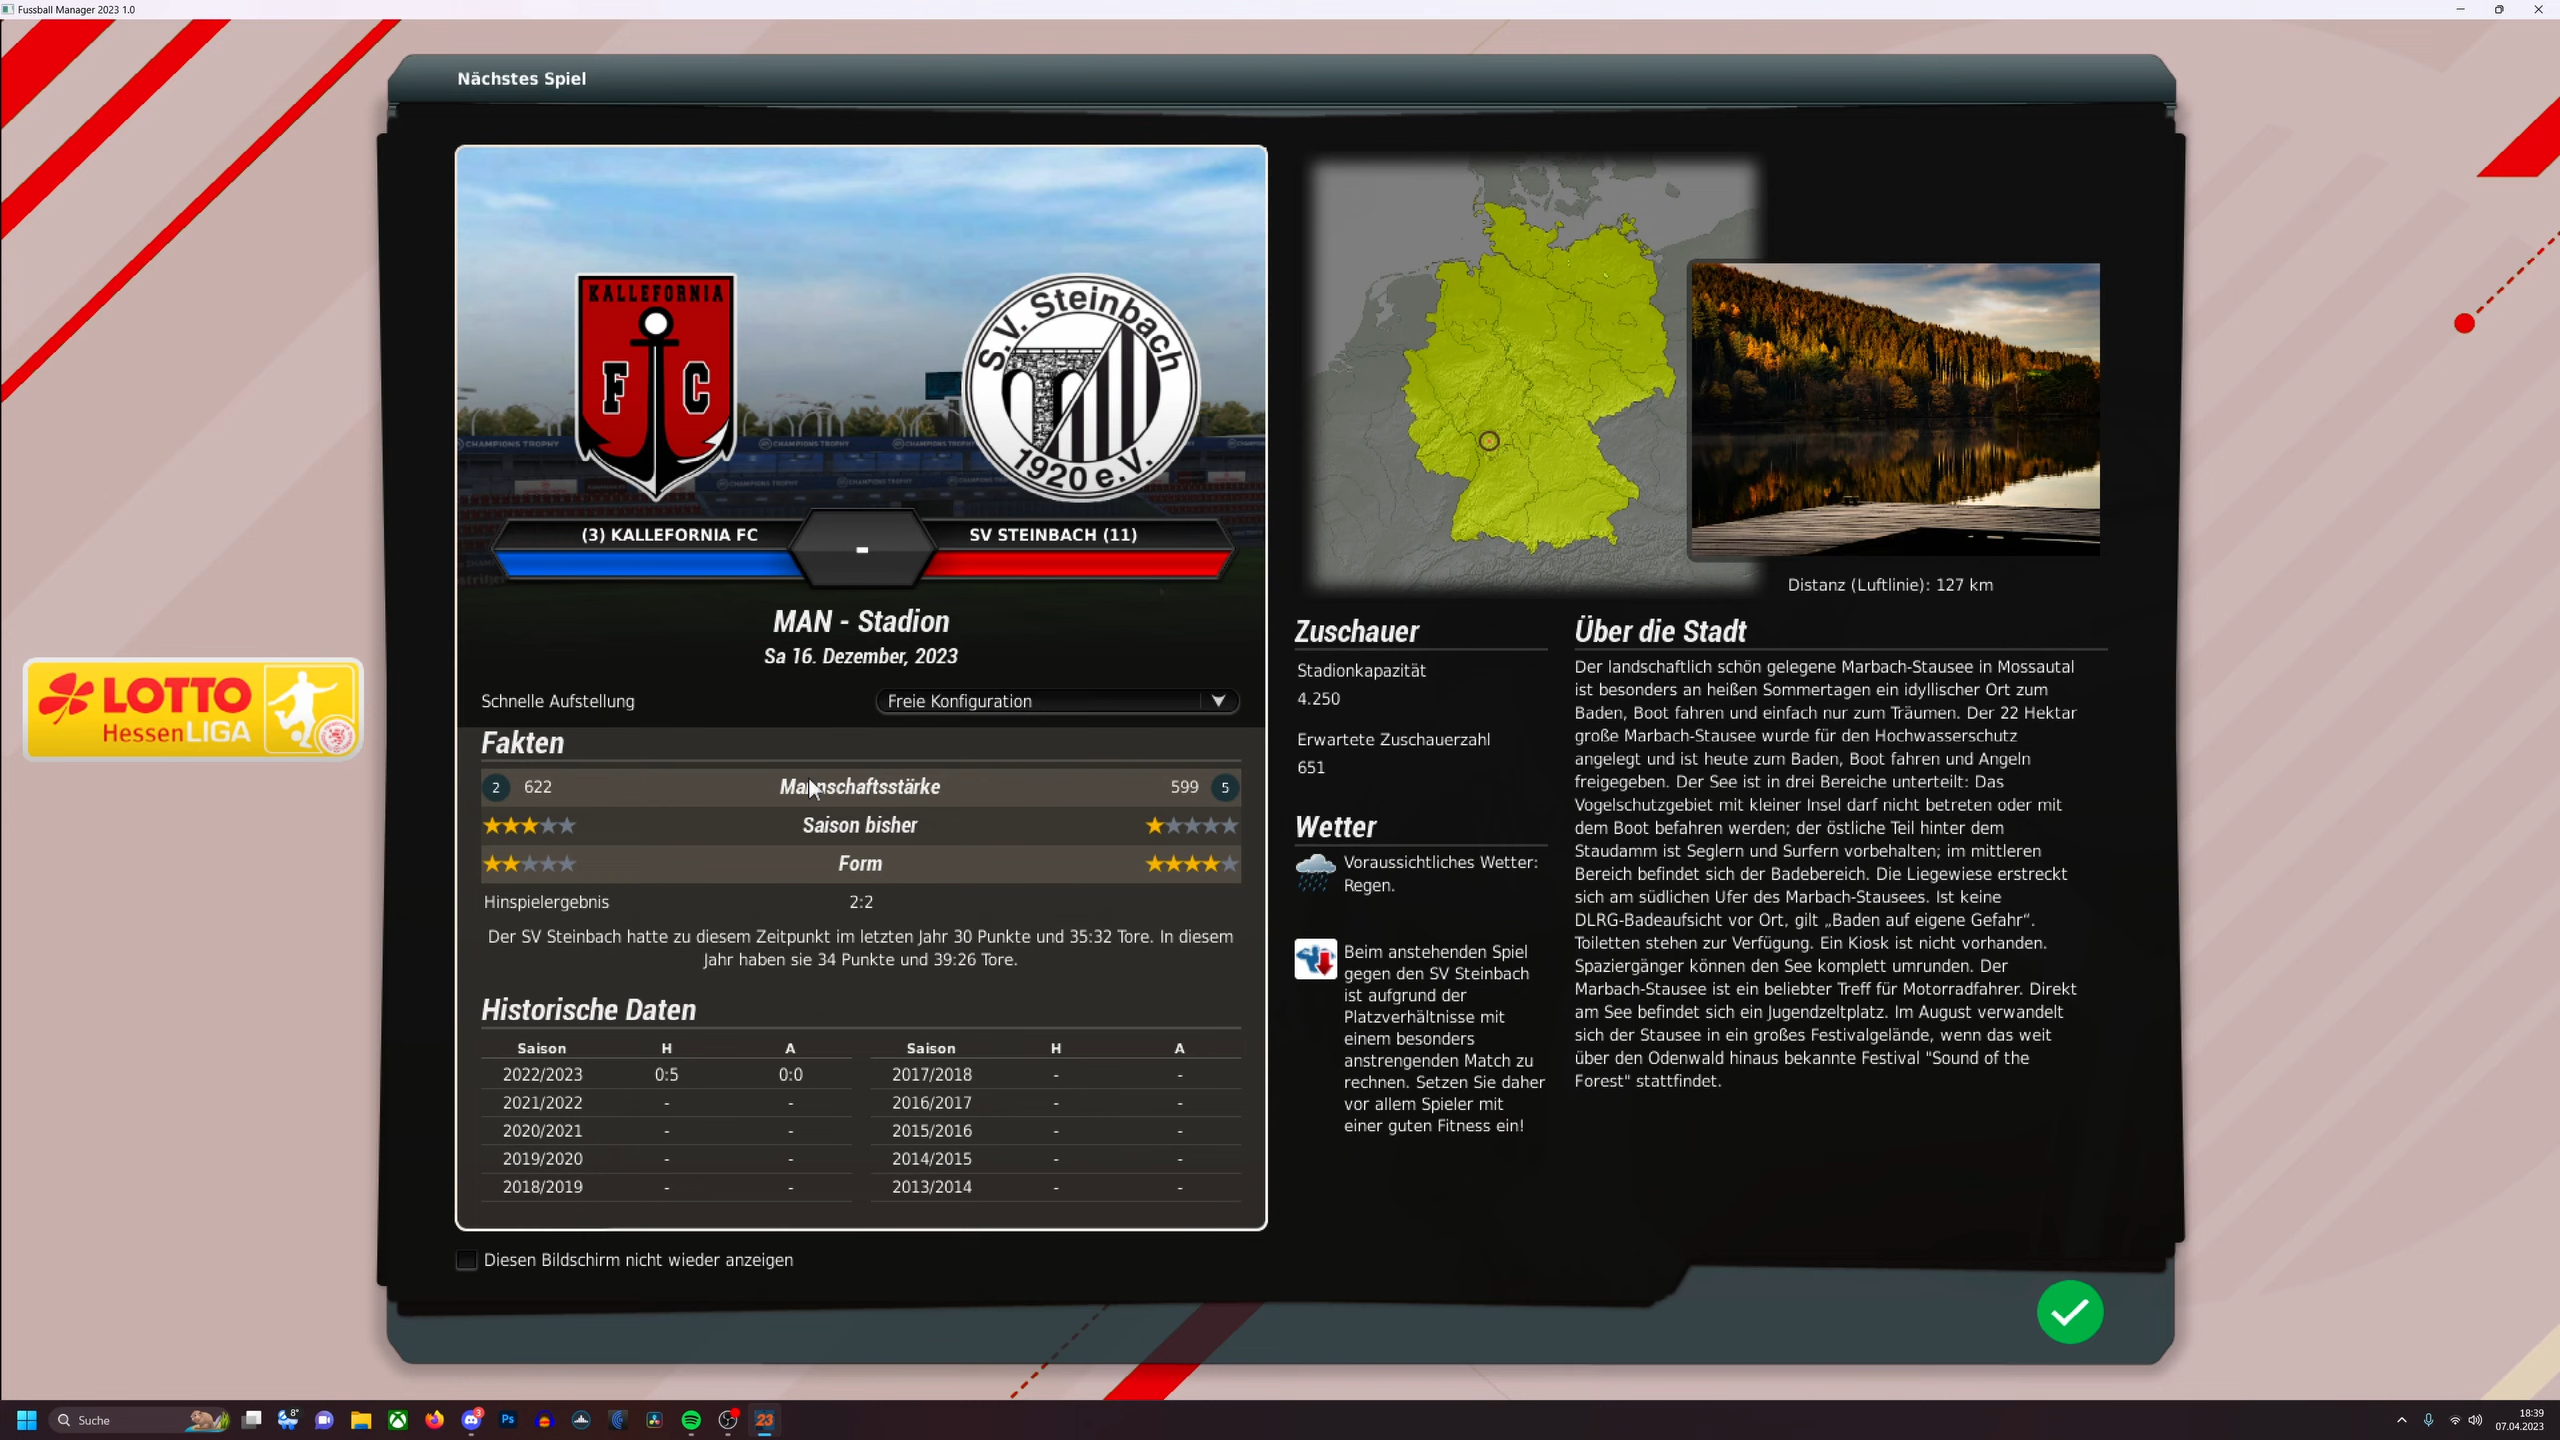 Fussball Manager 2023 1.0
Nächstes Spiel
KALLEFORNIA
F C
S.V. Steinbach
1920 e.V.
CHAMPIONS TROPHY
CHAMPIONS TROPHY
CHAMPIONS TROPHY
(3) KALLEFORNIA FC
-
SV STEINBACH (11)
MAN - Stadion
Sa 16. Dezember, 2023
Schnelle Aufstellung
Freie Konfiguration
Fakten
2 622 Mannschaftsstärke 599 5
Saison bisher
Form
Hinspielergebnis 2:2
Der SV Steinbach hatte zu diesem Zeitpunkt im letzten Jahr 30 Punkte und 35:32 Tore. In diesem
Jahr haben sie 34 Punkte und 39:26 Tore.
Historische Daten
Saison H A Saison H A
2022/2023 0:5 0:0 2017/2018 - -
2021/2022 - - 2016/2017 - -
2020/2021 - - 2015/2016 - -
2019/2020 - - 2014/2015 - -
2018/2019 - - 2013/2014 - -
Diesen Bildschirm nicht wieder anzeigen
LOTTO
HessenLIGA
Distanz (Luftlinie): 127 km
Zuschauer
Stadionkapazität
4.250
Erwartete Zuschauerzahl
651
Wetter
Voraussichtliches Wetter:
Regen.
Beim anstehenden Spiel
gegen den SV Steinbach
ist aufgrund der
Platzverhältnisse mit
einem besonders
anstrengenden Match zu
rechnen. Setzen Sie daher
vor allem Spieler mit
einer guten Fitness ein!
Über die Stadt
Der landschaftlich schön gelegene Marbach-Stausee in Mossautal
ist besonders an heißen Sommertagen ein idyllischer Ort zum
Baden, Boot fahren und einfach nur zum Träumen. Der 22 Hektar
große Marbach-Stausee wurde für den Hochwasserschutz
angelegt und ist heute zum Baden, Boot fahren und Angeln
freigegeben. Der See ist in drei Bereiche unterteilt: Das
Vogelschutzgebiet mit kleiner Insel darf nicht betreten oder mit
dem Boot befahren werden; der östliche Teil hinter dem
Staudamm ist Seglern und Surfern vorbehalten; im mittleren
Bereich befindet sich der Badebereich. Die Liegewiese erstreckt
sich am südlichen Ufer des Marbach-Stausees. Ist keine
DLRG-Badeaufsicht vor Ort, gilt „Baden auf eigene Gefahr“.
Toiletten stehen zur Verfügung. Ein Kiosk ist nicht vorhanden.
Spaziergänger können den See komplett umrunden. Der
Marbach-Stausee ist ein beliebter Treff für Motorradfahrer. Direkt
am See befindet sich ein Jugendzeltplatz. Im August verwandelt
sich der Stausee in ein großes Festivalgelände, wenn das weit
über den Odenwald hinaus bekannte Festival "Sound of the
Forest" stattfindet.
Suche
8°
3
Ps
23
18:39
07.04.2023